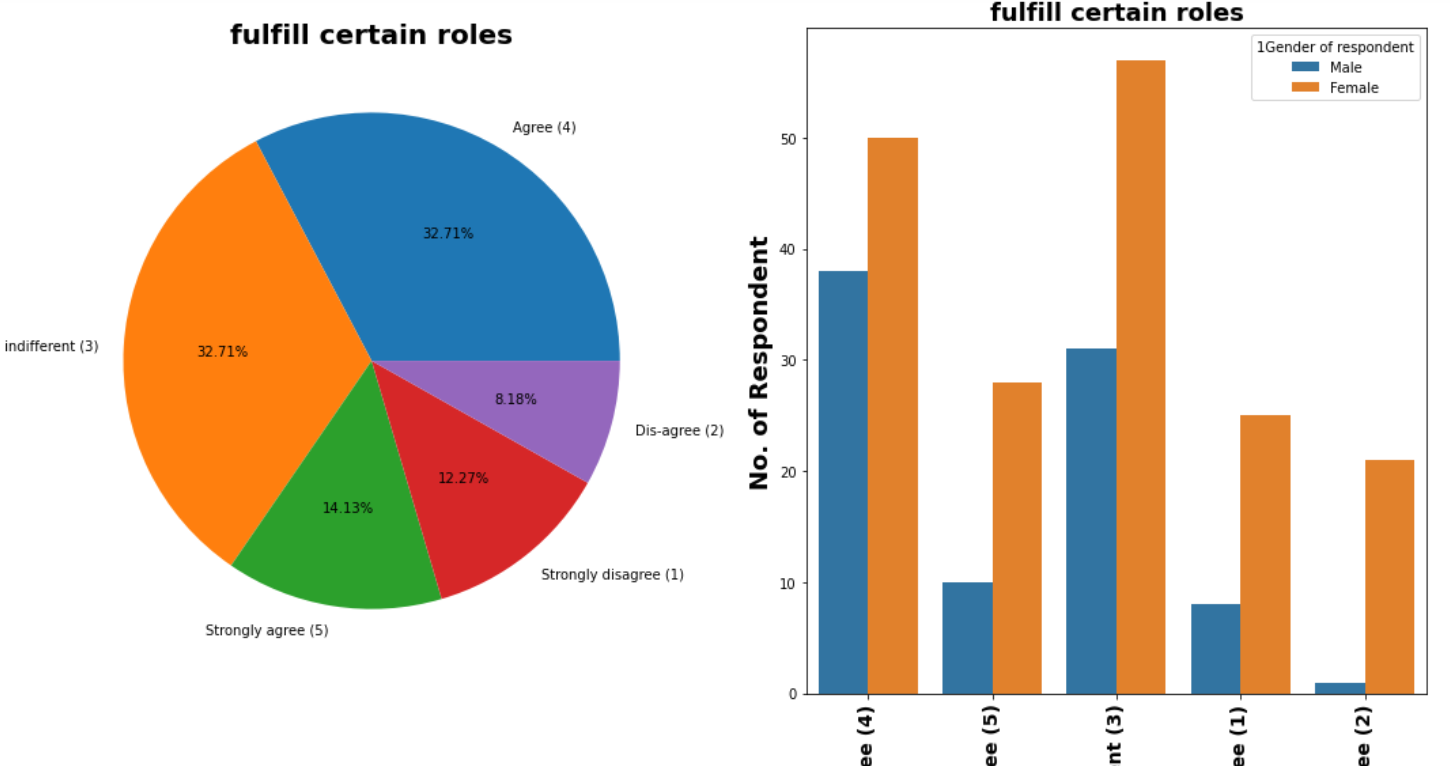 fulfill certain roles
Agree (4)
32.71%
indifferent (3)
32.71%
8.18%
Dis-agree (2)
12.27%
14.13%
Strongly disagree (1)
Strongly agree (5)
fulfill certain roles
1Gender of respondent
Male
Female
No. of Respondent
50
40
30
20
10
0
ee (4)
ee (5)
nt (3)
ee (1)
ee (2)